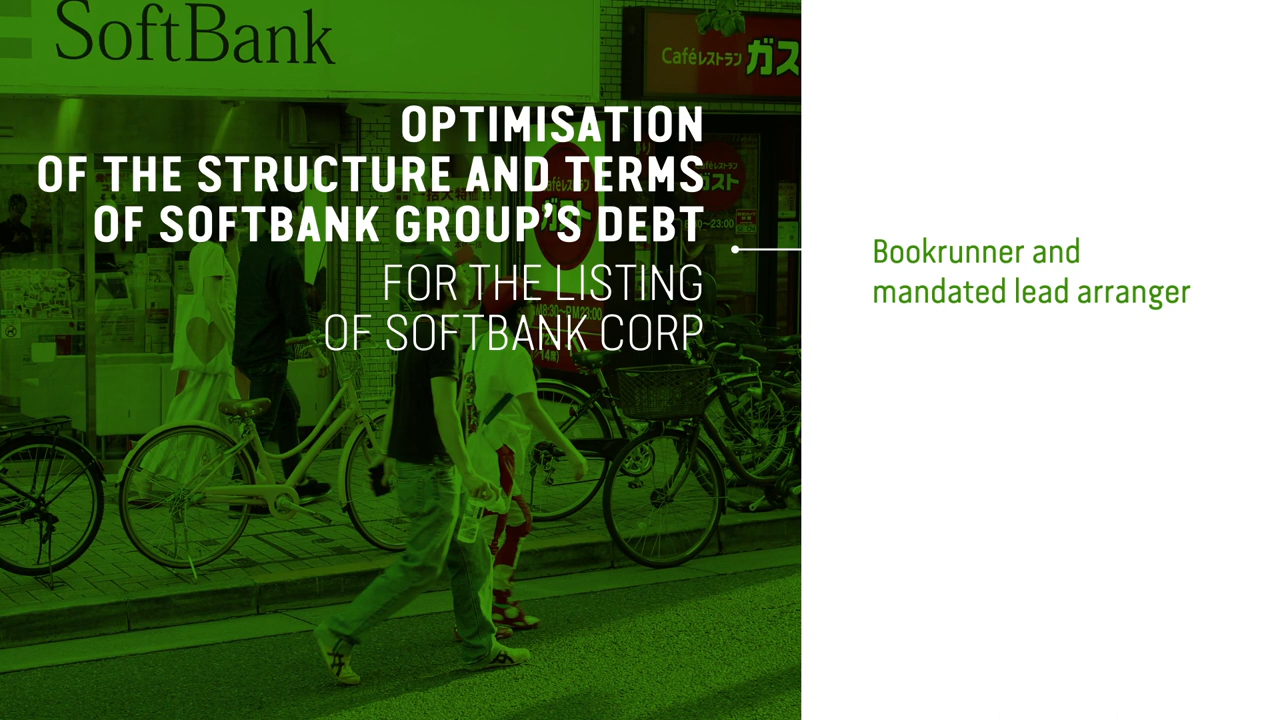 SoftBank
Caféレストラン ガスト
OPTIMISATION
OF THE STRUCTURE AND TERMS
OF SOFTBANK GROUP'S DEBT
FOR THE LISTING
OF SOFTBANK CORP
Bookrunner and
mandated lead arranger